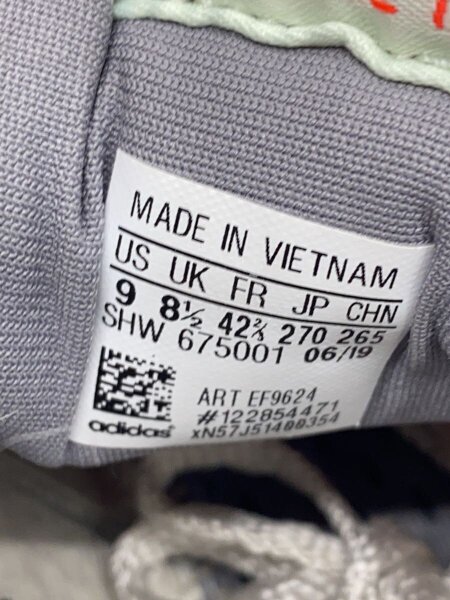 MADE IN VIETNAM
US UK FR JP CHN
9 8½ 42⅔ 270 265
SHW 675001 06/19
ART EF9624
#122854471
xN57J51400354
adidas